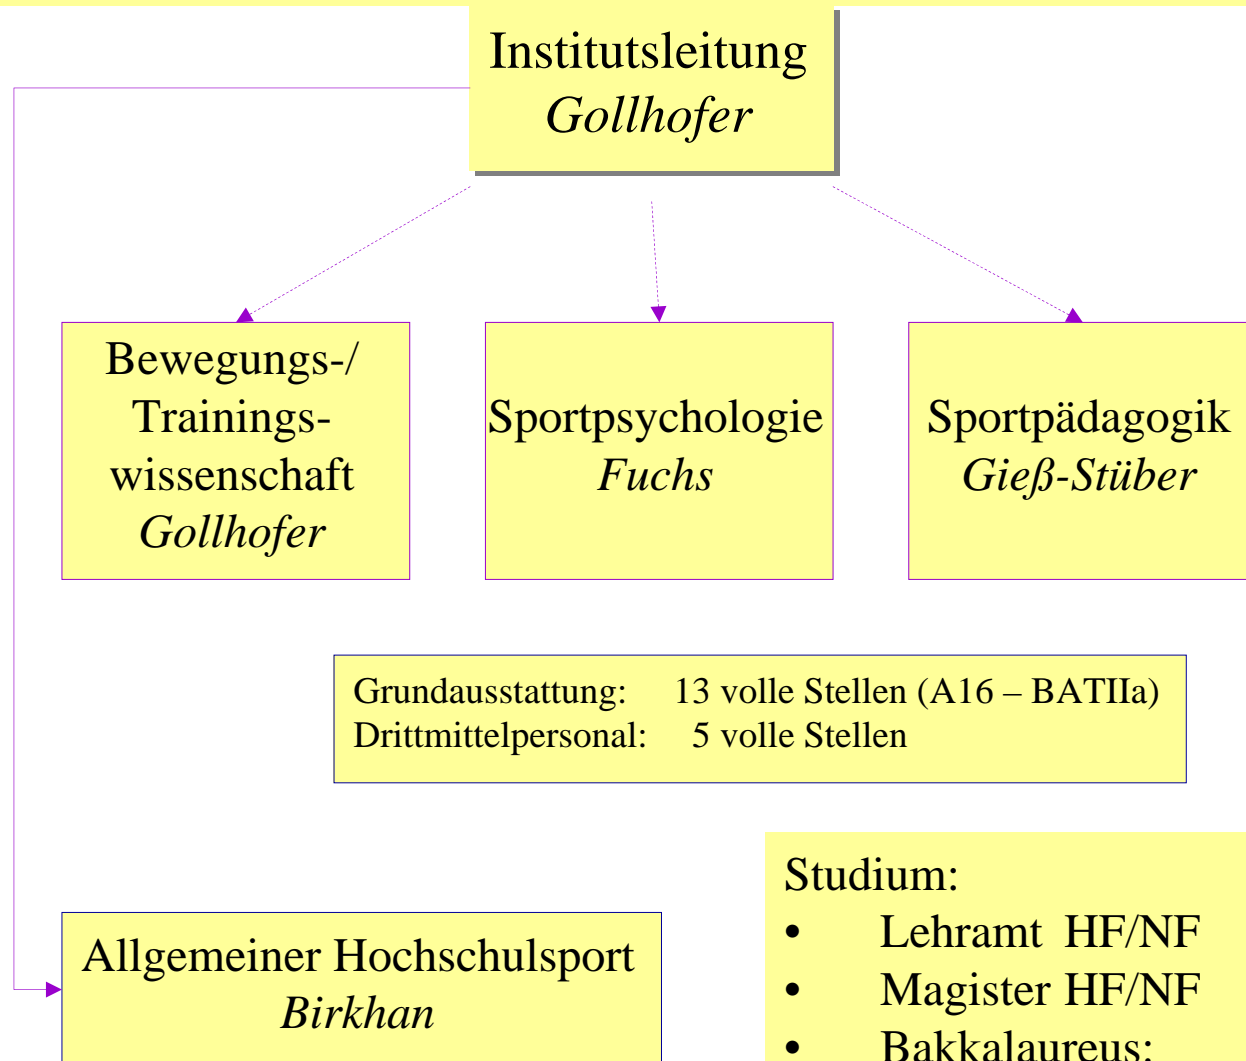 Institutsleitung
Gollhofer
Bewegungs-/
Trainings-
wissenschaft
Gollhofer
Sportpsychologie
Fuchs
Sportpädagogik
Gieß-Stüber
Grundausstattung: 13 volle Stellen (A16 – BATIIa)
Drittmittelpersonal: 5 volle Stellen
Allgemeiner Hochschulsport
Birkhan
Studium:
• Lehramt HF/NF
• Magister HF/NF
• Bakkalaureus: